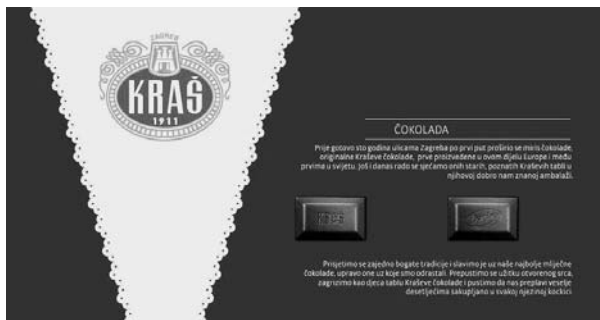 ZAGREB
KRAŠ
1911
ČOKOLADA
Prije gotovo sto godina ulicama Zagreba po prvi put proširio se miris čokolade,
originalne Kraševe čokolade, prve proizvedene u ovom dijelu Europe i među
prvima u svijetu. Još i danas rado se sjećamo onih starih, poznatih Kraševih tabli u
njihovoj dobro nam znanoj ambalaži.
KRAŠ
Prisjetimo se zajedno bogate tradicije i slavimo je uz naše najbolje mliječne
čokolade, upravo one uz koje smo odrastali. Prepustimo se užitku otvorenog srca,
zagrizimo kao djeca tablu Kraševe čokolade i pustimo da nas preplavi veselje
desetljećima sakupljano u svakoj njezinoj kockici